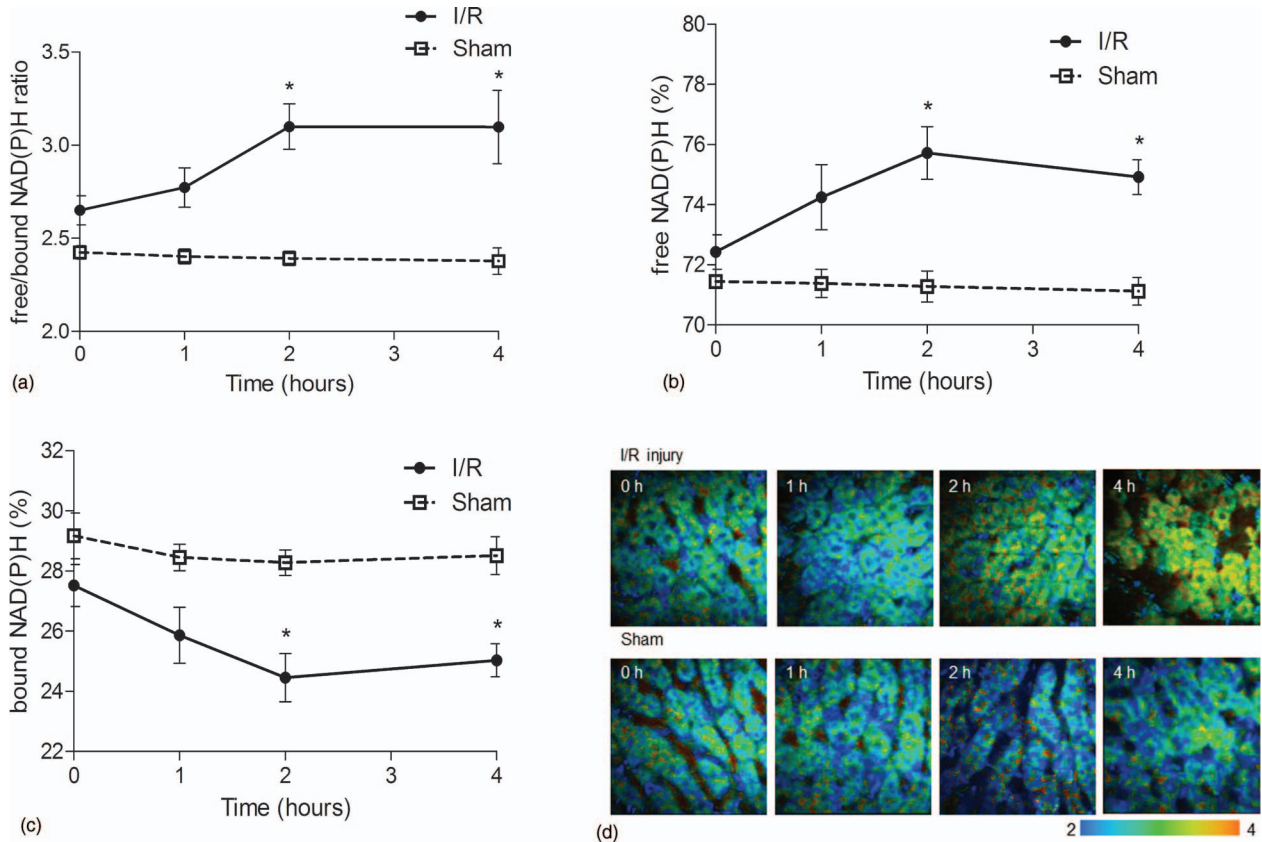 I/R
Sham
free/bound NAD(P)H ratio
3.5
3.0
2.5
2.0
*
*
0 1 2 3 4
Time (hours)
(a)
I/R
Sham
free NAD(P)H (%)
80
78
76
74
72
70
*
*
0 1 2 3 4
Time (hours)
(b)
I/R
Sham
bound NAD(P)H (%)
32
30
28
26
24
22
*
*
0 1 2 3 4
Time (hours)
(c)
I/R injury
0 h 1 h 2 h 4 h
Sham
0 h 1 h 2 h 4 h
(d)
2 4